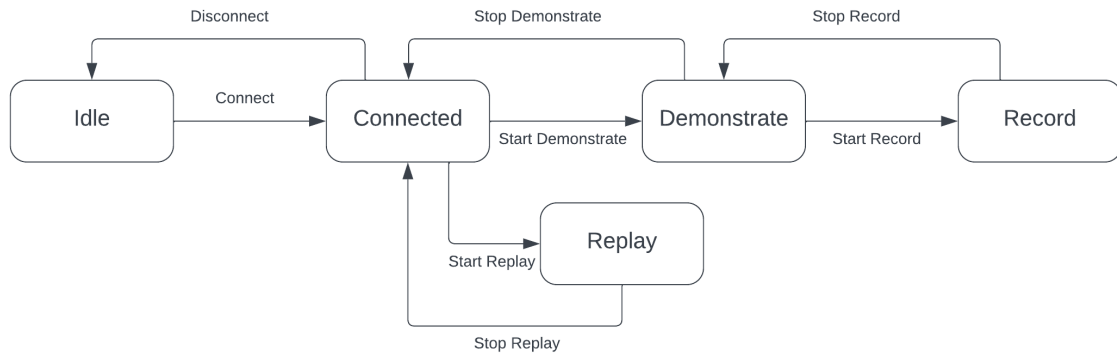 Disconnect
Stop Demonstrate
Stop Record
Idle
Connect
Connected
Start Demonstrate
Demonstrate
Start Record
Record
Start Replay
Replay
Stop Replay